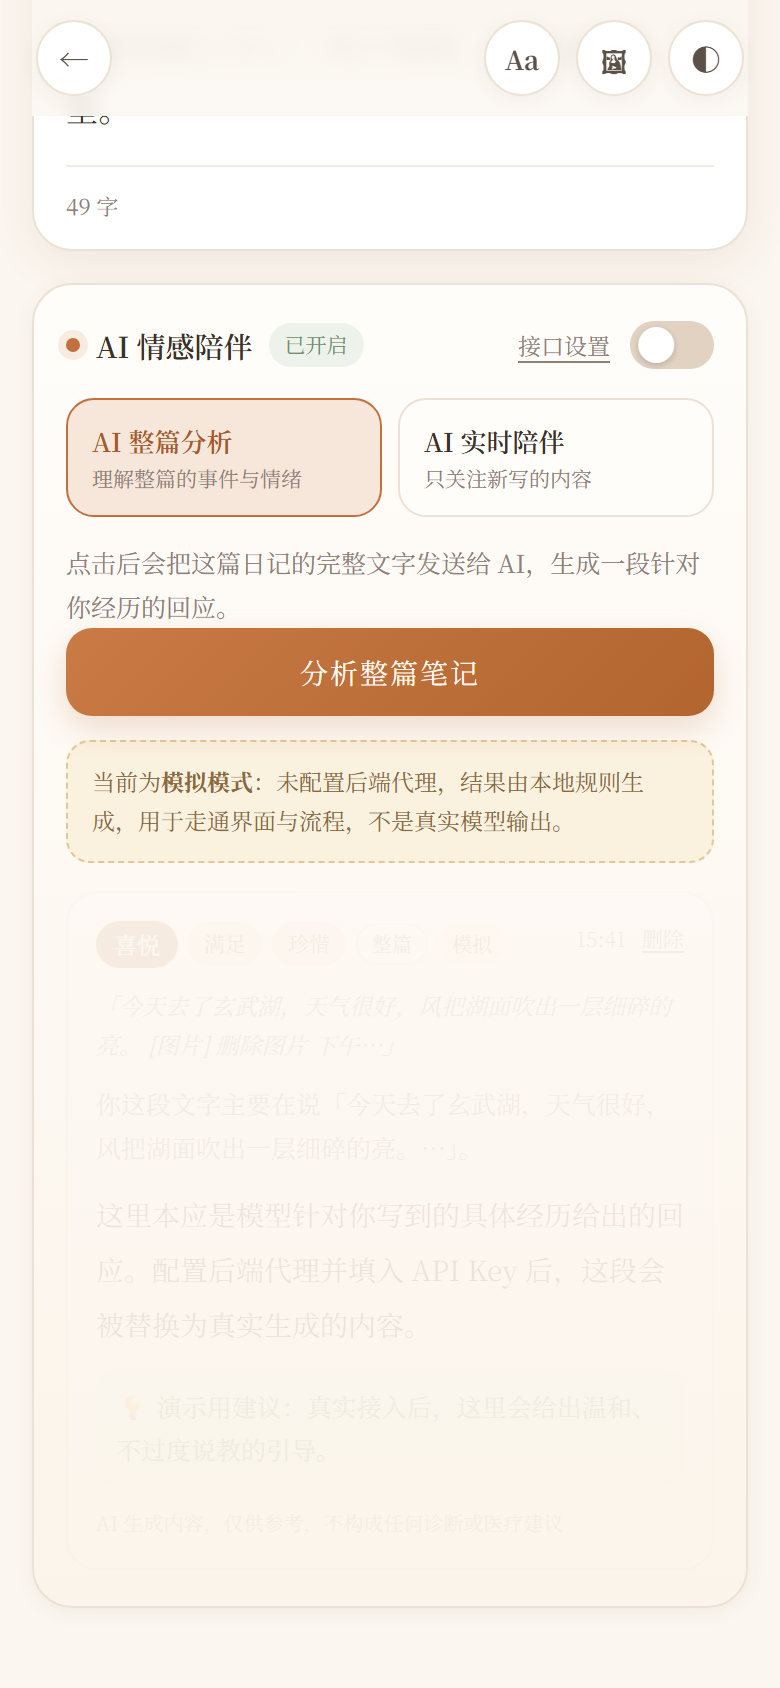 Aa
里。
49 字
AI 情感陪伴 已开启 接口设置
AI 整篇分析
理解整篇的事件与情绪
AI 实时陪伴
只关注新写的内容
点击后会把这篇日记的完整文字发送给 AI，生成一段针对
你经历的回应。
分析整篇笔记
当前为模拟模式：未配置后端代理，结果由本地规则生
成，用于走通界面与流程，不是真实模型输出。
喜悦 满足 珍惜 整篇 模拟 15:41 删除
「今天去了玄武湖，天气很好，风把湖面吹出一层细碎的
亮。 [图片] 删除图片 下午…」
你这段文字主要在说「今天去了玄武湖，天气很好，
风把湖面吹出一层细碎的亮。…」。
这里本应是模型针对你写到的具体经历给出的回
应。配置后端代理并填入 API Key 后，这段会
被替换为真实生成的内容。
演示用建议：真实接入后，这里会给出温和、
不过度说教的引导。
AI 生成内容，仅供参考，不构成任何诊断或医疗建议